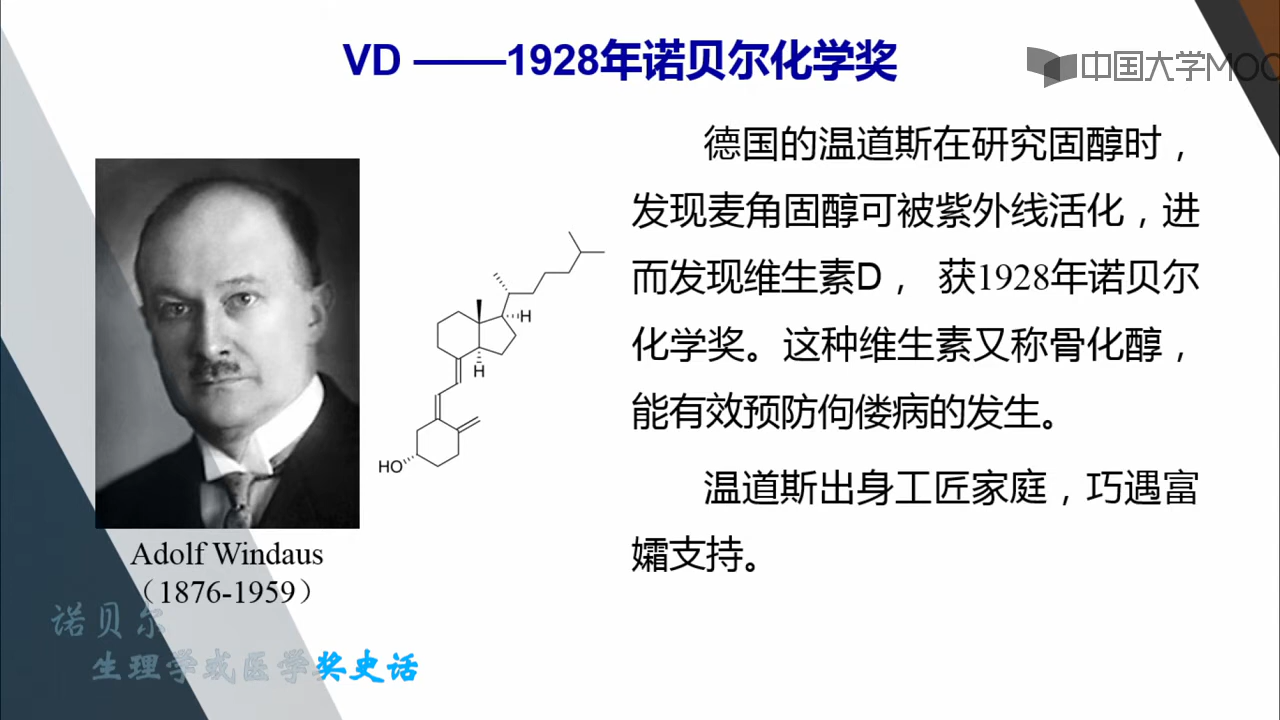 VD ——1928年诺贝尔化学奖
中国大学MOC
德国的温道斯在研究固醇时，
发现麦角固醇可被紫外线活化，进
而发现维生素D， 获1928年诺贝尔
化学奖。这种维生素又称骨化醇，
能有效预防佝偻病的发生。
温道斯出身工匠家庭，巧遇富
孀支持。
H
H
HO
Adolf Windaus
（1876-1959）
诺贝尔
生理学或医学奖史话